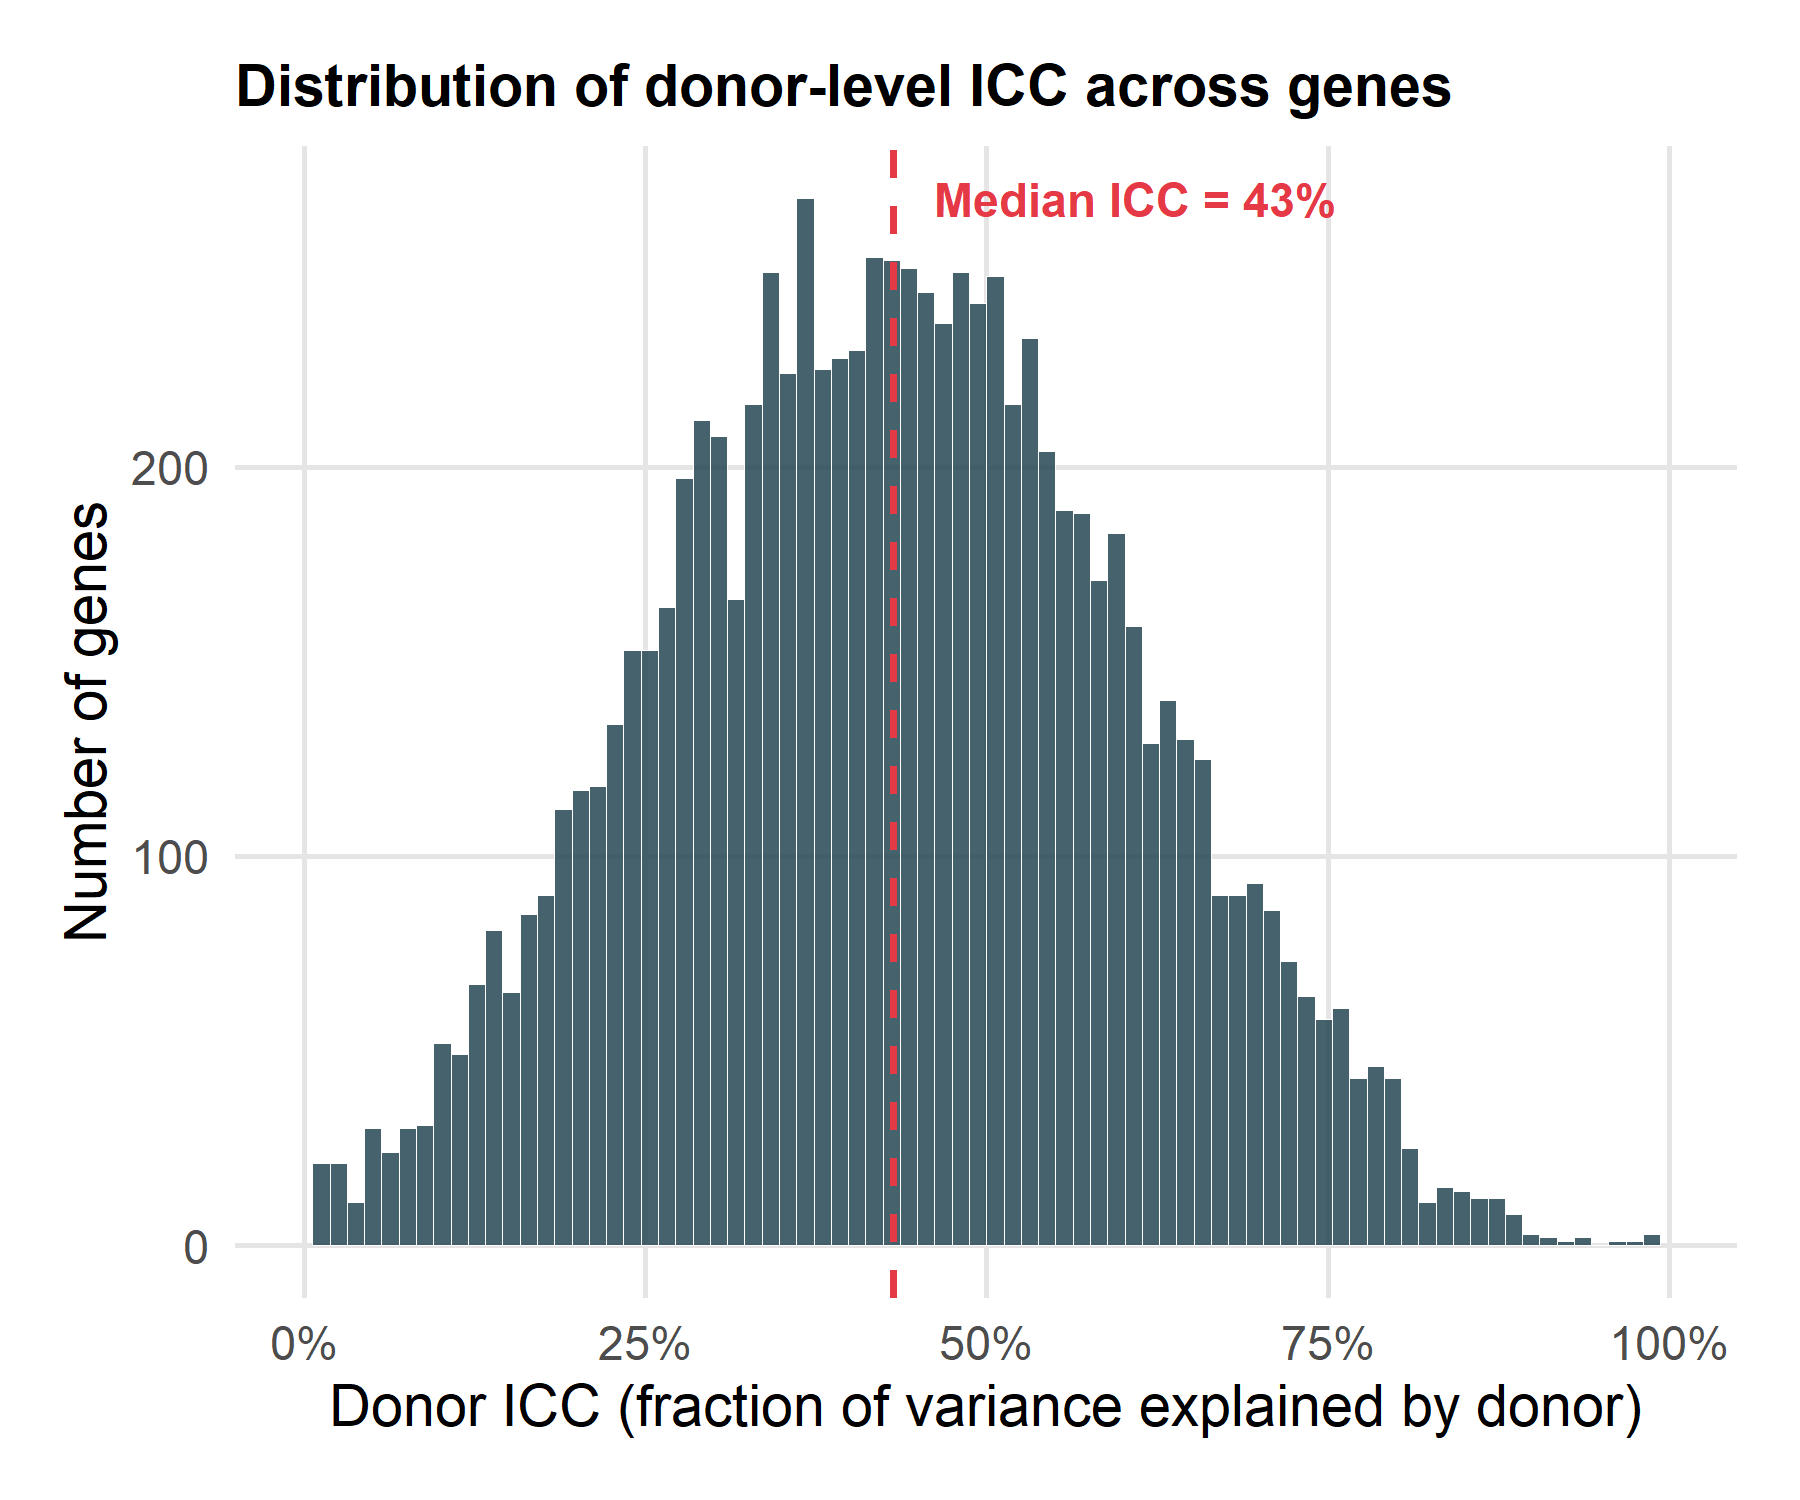 Distribution of donor-level ICC across genes
Median ICC = 43%
Number of genes
200
100
0
0% 25% 50% 75% 100%
Donor ICC (fraction of variance explained by donor)